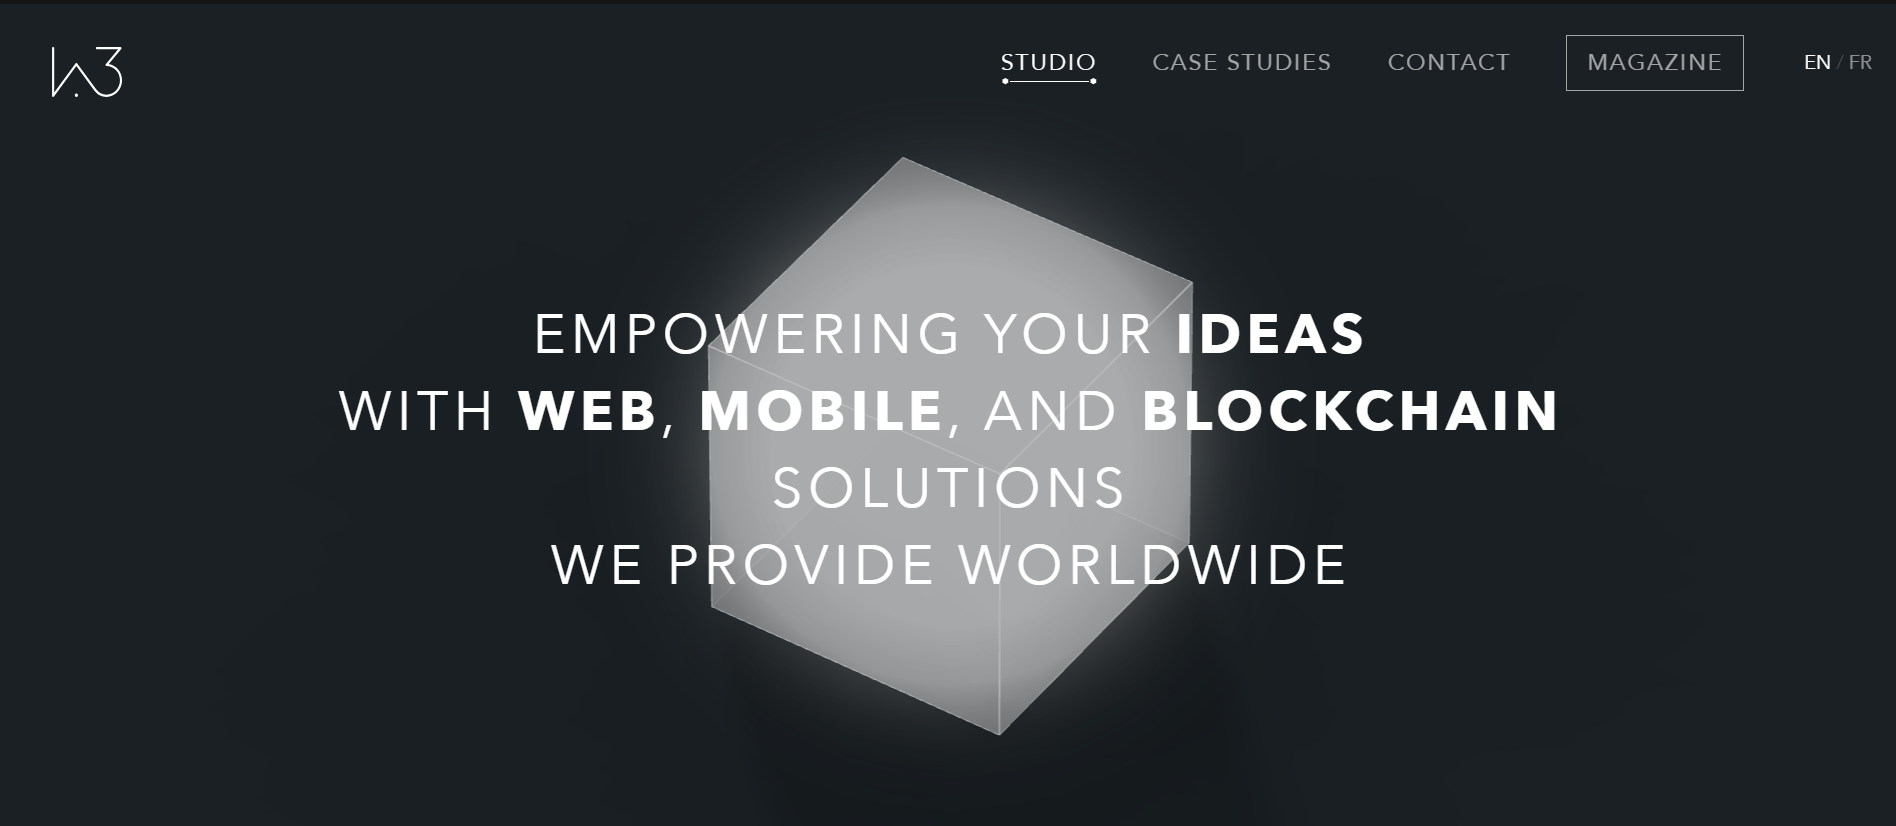 W3
STUDIO
CASE STUDIES
CONTACT
MAGAZINE
EN / FR
EMPOWERING YOUR IDEAS
WITH WEB, MOBILE, AND BLOCKCHAIN
SOLUTIONS
WE PROVIDE WORLDWIDE